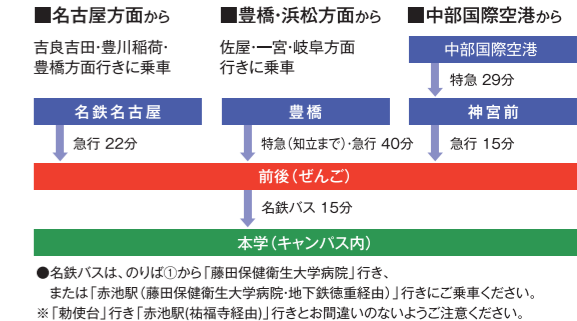 ■名古屋方面から
■豊橋・浜松方面から
■中部国際空港から
吉良吉田・豊川稲荷・
豊橋方面行きに乗車
佐屋・一宮・岐阜方面
行きに乗車
中部国際空港
特急 29分
名鉄名古屋
豊橋
神宮前
急行 22分
特急(知立まで)・急行 40分
急行 15分
前後(ぜんご)
名鉄バス 15分
本学(キャンパス内)
●名鉄バスは、のりば①から「藤田保健衛生大学病院」行き、
または「赤池駅(藤田保健衛生大学病院・地下鉄徳重経由)」行きにご乗車ください。
※「勅使台」行き「赤池駅(祐福寺経由)」行きとお間違いのないようご注意ください。